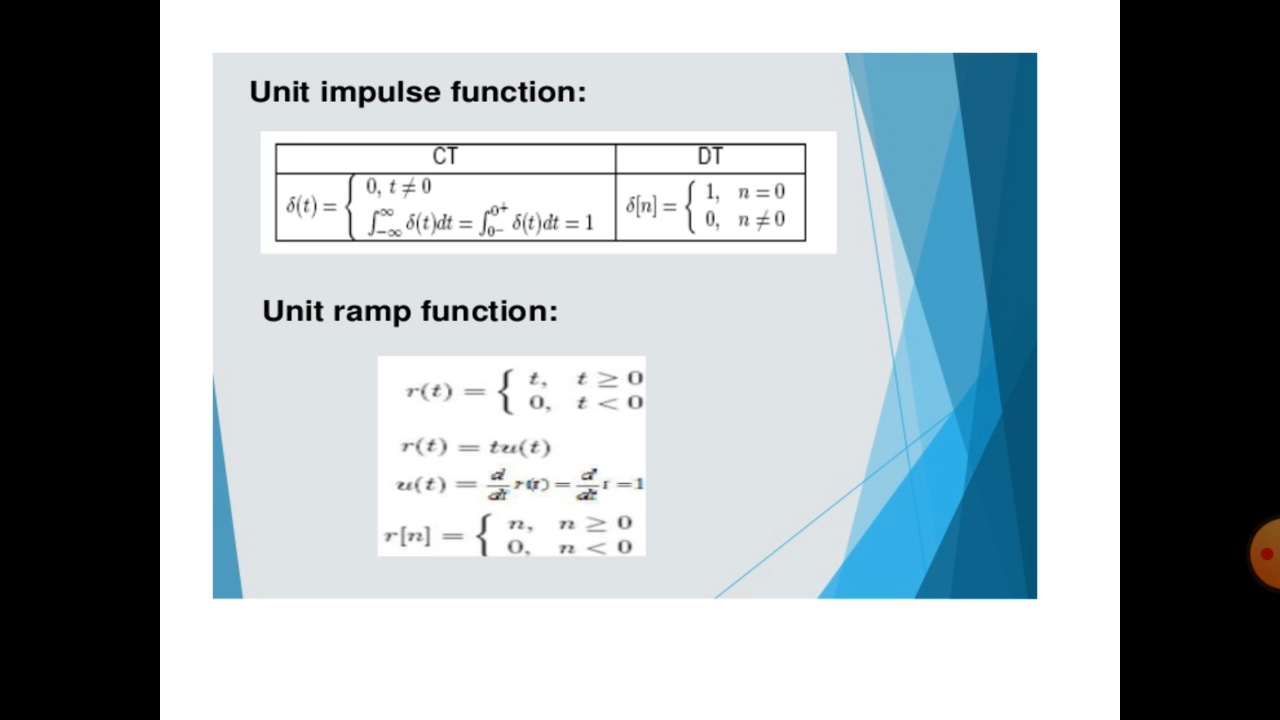 Unit impulse function:
CT DT
δ(t) = { 0, t ≠ 0
∫_{-∞}^{∞} δ(t)dt = ∫_{0-}^{0+} δ(t)dt = 1
δ[n] = { 1, n = 0
0, n ≠ 0
Unit ramp function:
r(t) = { t, t ≥ 0
0, t < 0
r(t) = tu(t)
u(t) = d/dt r(t) = d/dt t = 1
r[n] = { n, n ≥ 0
0, n < 0